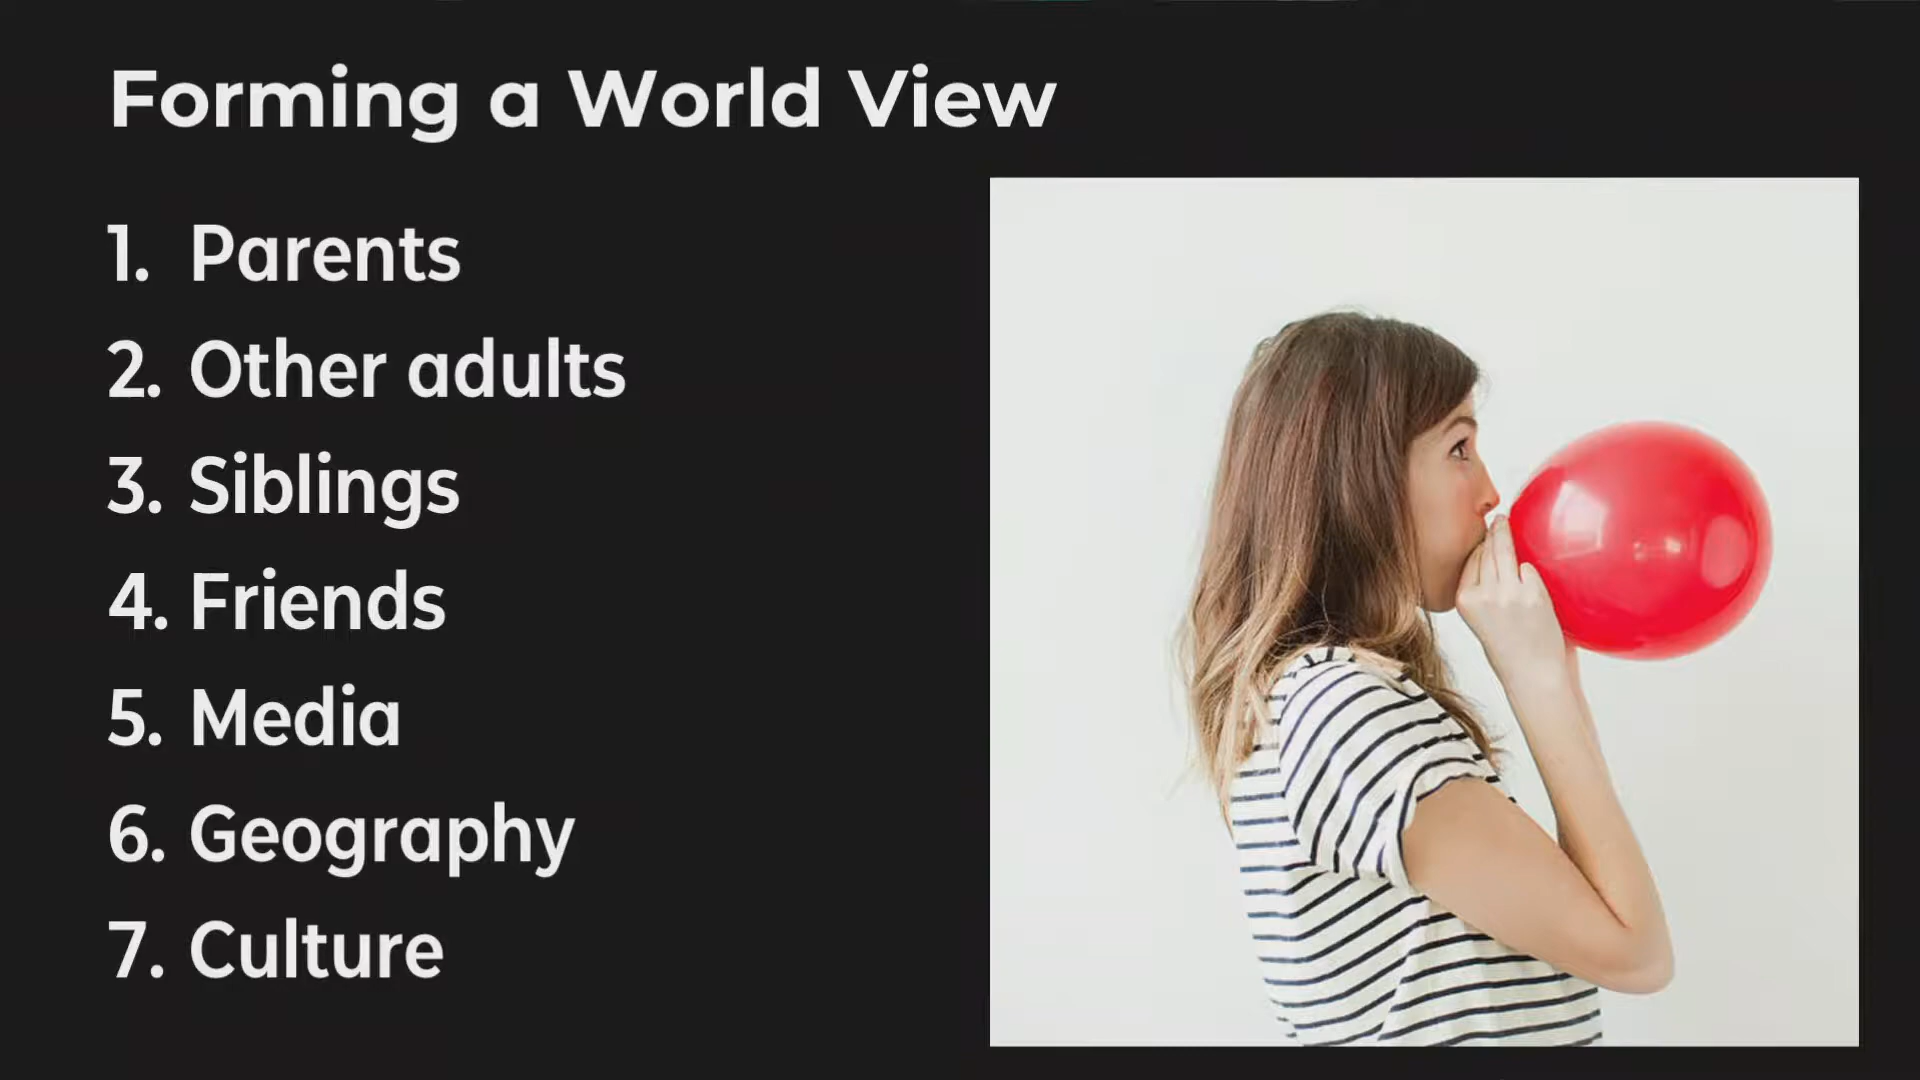 Forming a World View
1. Parents
2. Other adults
3. Siblings
4. Friends
5. Media
6. Geography
7. Culture